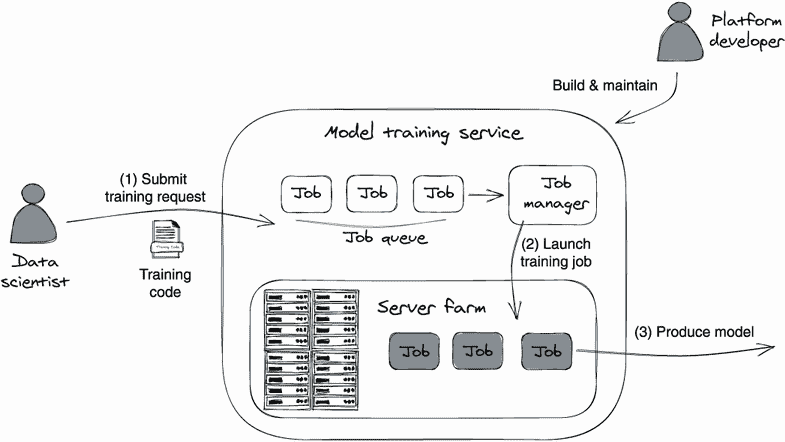 Platform
developer
Build & maintain
Model training service
(1) Submit
training request
Job
Job
Job
Job
manager
Job queue
Training Code
Training
code
Data
scientist
(2) Launch
training job
Server farm
Job
Job
Job
(3) Produce model